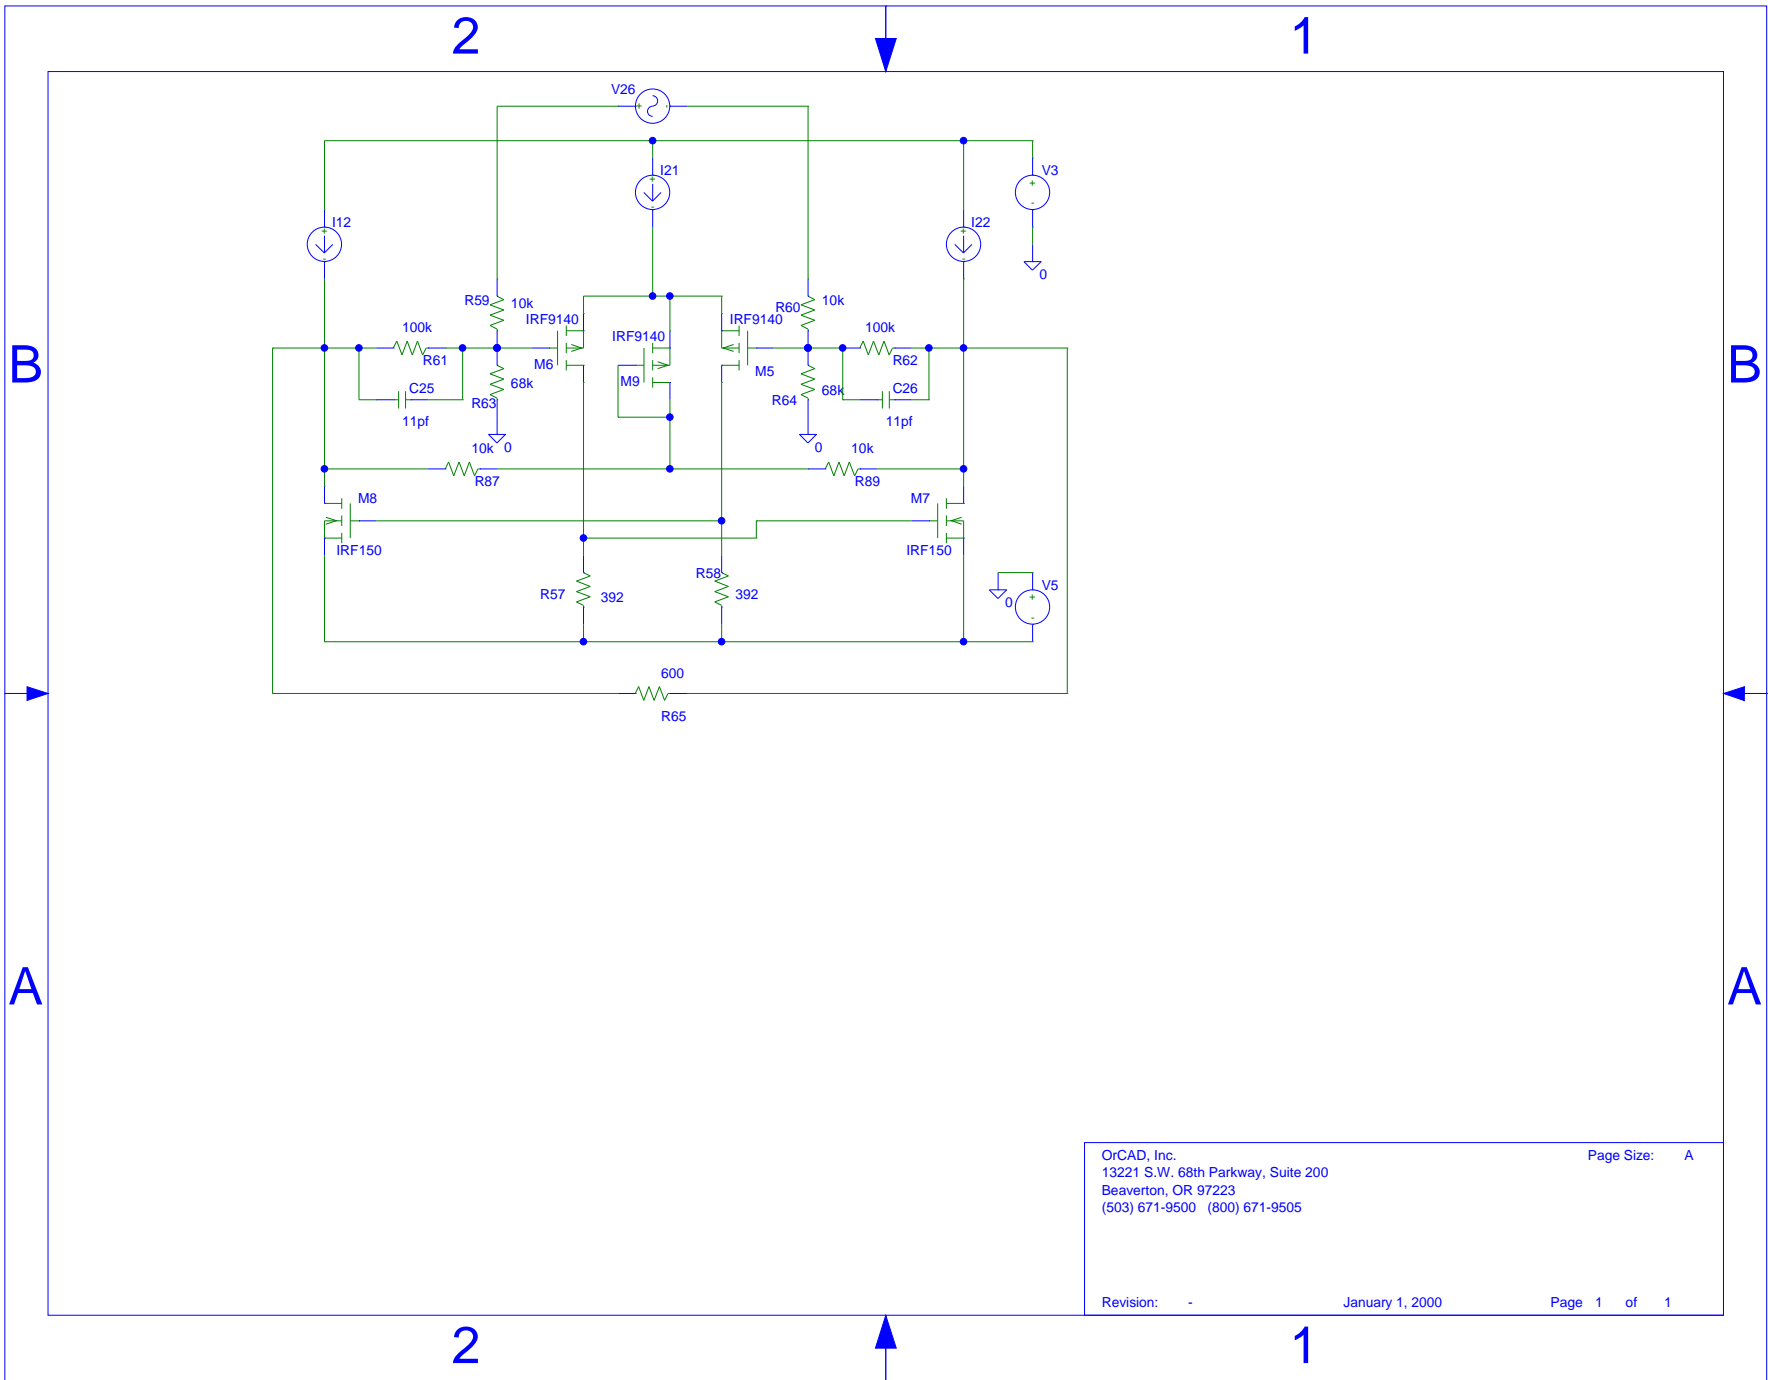 2 1
V26
V3
I21
I12
I22
0
R59 10k
R60 10k
IRF9140 IRF9140 IRF9140
100k 100k
R61 R62
M6 M9 M5
C25 68k 68k C26
R63 R64
11pf 11pf
0 0
10k 10k
R87 R89
M8 M7
IRF150 IRF150
R57 392
R58 392
V5
0
600
R65
B B
A A
OrCAD, Inc. Page Size: A
13221 S.W. 68th Parkway, Suite 200
Beaverton, OR 97223
(503) 671-9500 (800) 671-9505
Revision: - January 1, 2000 Page 1 of 1
2 1